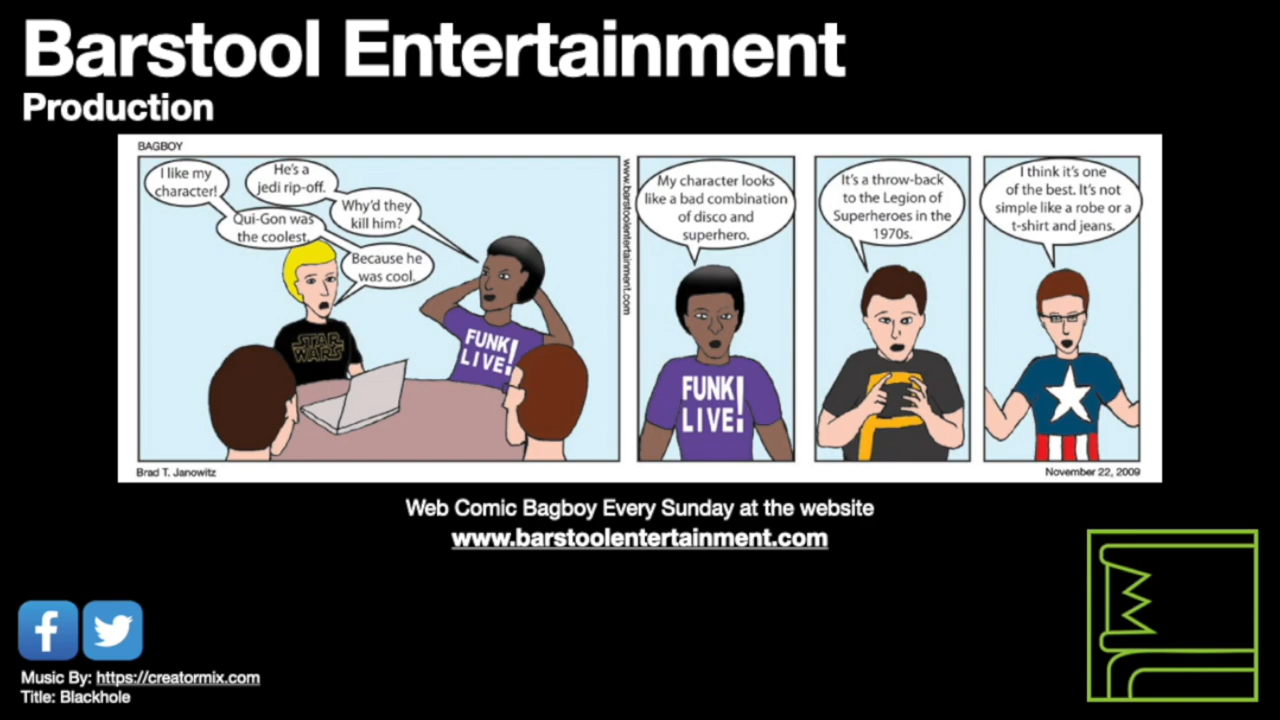 Barstool Entertainment
Production
BAGBOY
I like my
character!
He's a
jedi rip-off.
Qui-Gon was
the coolest.
Why'd they
kill him?
Because he
was cool.
STAR
WARS
FUNK
LIVE!
www.barstoolentertainment.com
My character looks
like a bad combination
of disco and
superhero.
FUNK
LIVE!
It's a throw-back
to the Legion of
Superheroes in the
1970s.
I think it's one
of the best. It's not
simple like a robe or a
t-shirt and jeans.
Brad T. Janowitz
November 22, 2009
Web Comic Bagboy Every Sunday at the website
www.barstoolentertainment.com
Music By: https://creatormix.com
Title: Blackhole